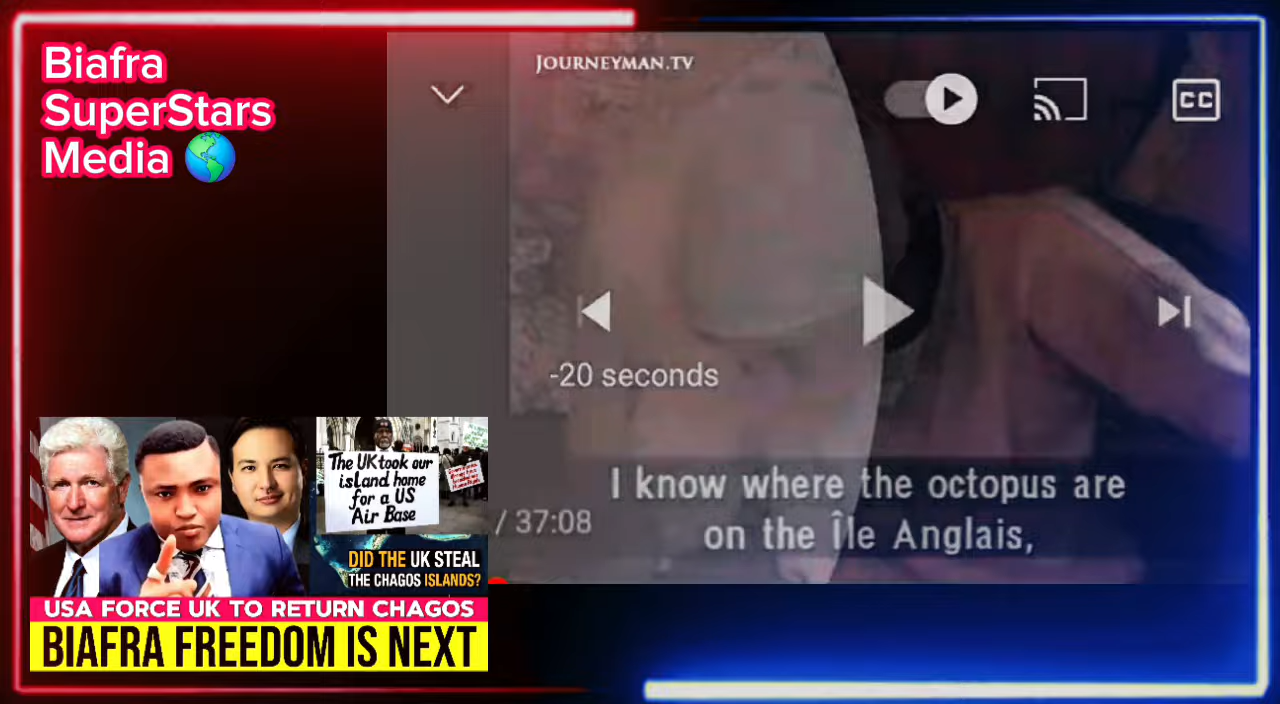 Biafra
SuperStars
Media
JOURNEYMAN.TV
CC
-20 seconds
I know where the octopus are
on the Île Anglais,
/ 37:08
The UK took our
island home
for a US
Air Base
DID THE UK STEAL
THE CHAGOS ISLANDS?
USA FORCE UK TO RETURN CHAGOS
BIAFRA FREEDOM IS NEXT